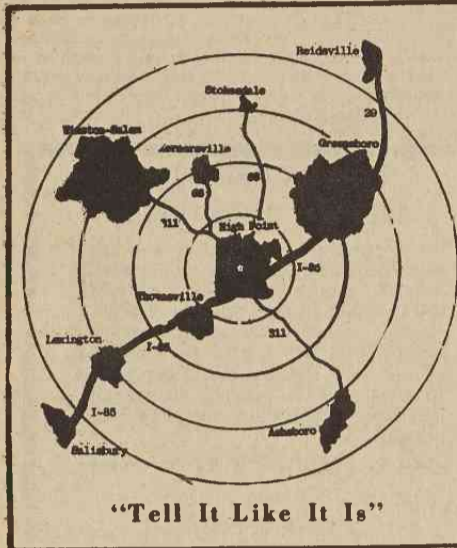 Reidsville
29
Stokesdale
Winston-Salem
Kernersville
Greensboro
68
66
311
High Point
I-85
Thomasville
311
Lexington
I-85
I-85
Asheboro
Salisbury
"Tell It Like It Is"